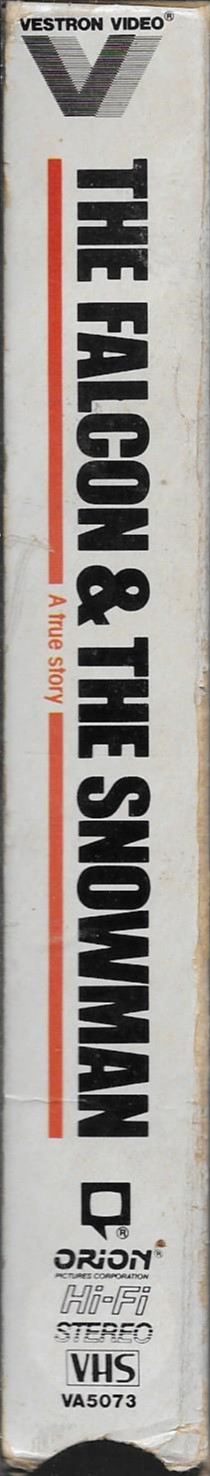 VESTRON VIDEO®
THE FALCON & THE SNOWMAN
A true story
®
ORION®
PICTURES CORPORATION
Hi-Fi
STEREO
VHS
VA5073